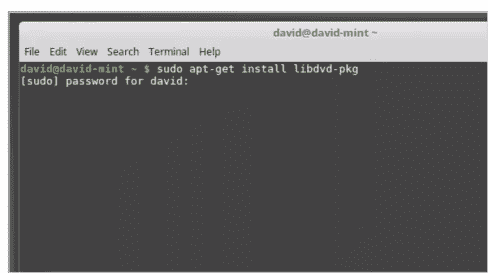 david@david-mint ~
File Edit View Search Terminal Help
david@david-mint ~ $ sudo apt-get install libdvd-pkg
[sudo] password for david: